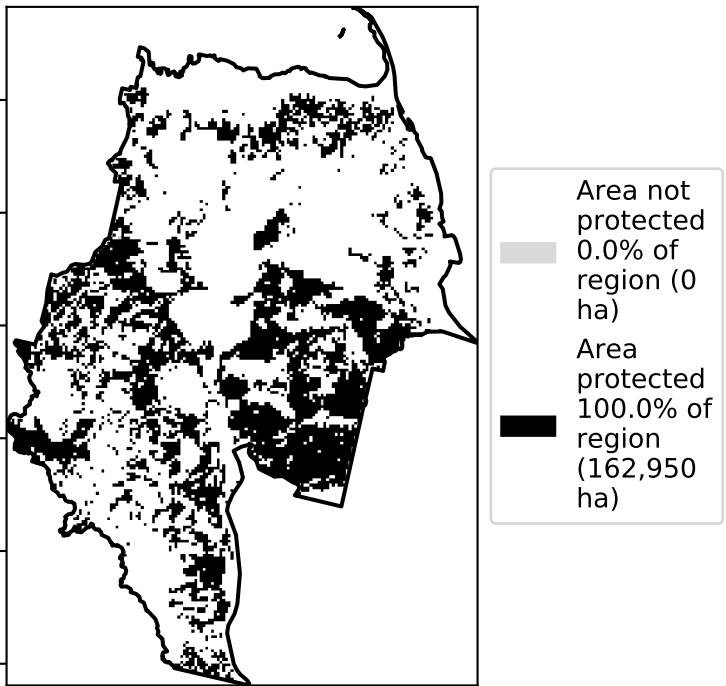 Area not
protected
0.0% of
region (0
ha)
Area
protected
100.0% of
region
(162,950
ha)